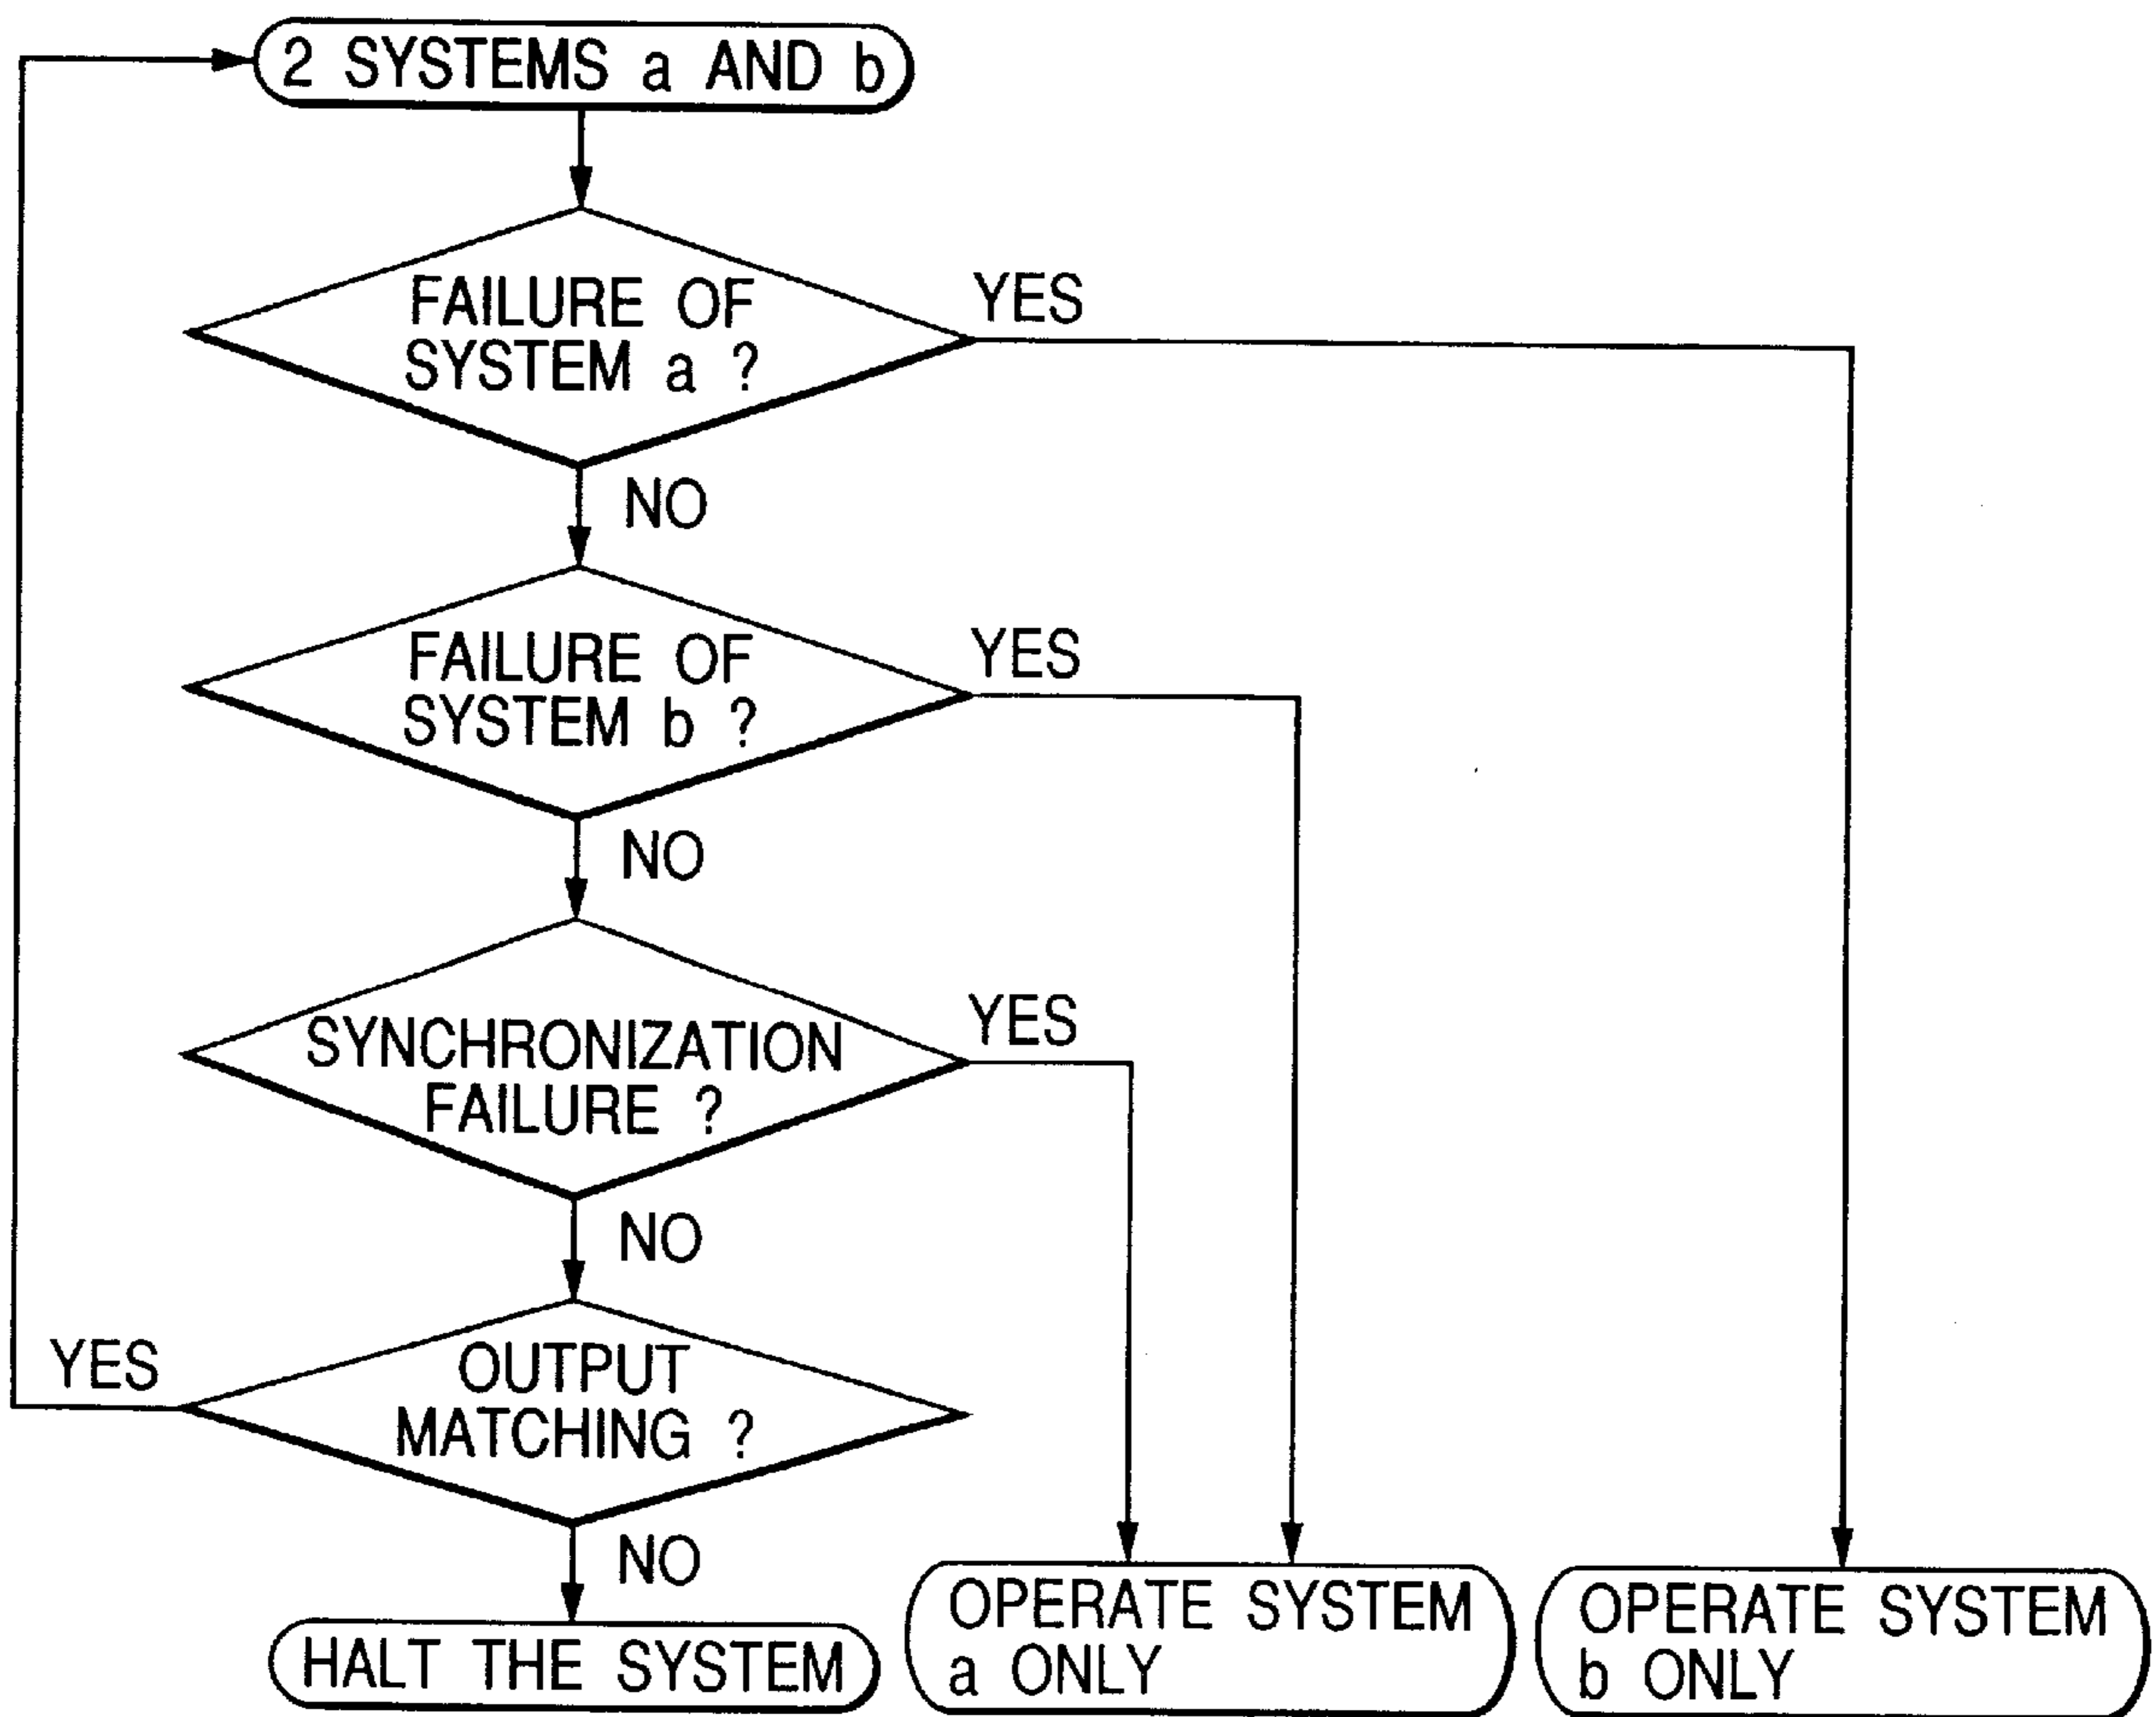 2 SYSTEMS a AND b
FAILURE OF
SYSTEM a ?
YES
NO
FAILURE OF
SYSTEM b ?
YES
NO
SYNCHRONIZATION
FAILURE ?
YES
NO
OUTPUT
MATCHING ?
YES
NO
HALT THE SYSTEM
OPERATE SYSTEM
a ONLY
OPERATE SYSTEM
b ONLY